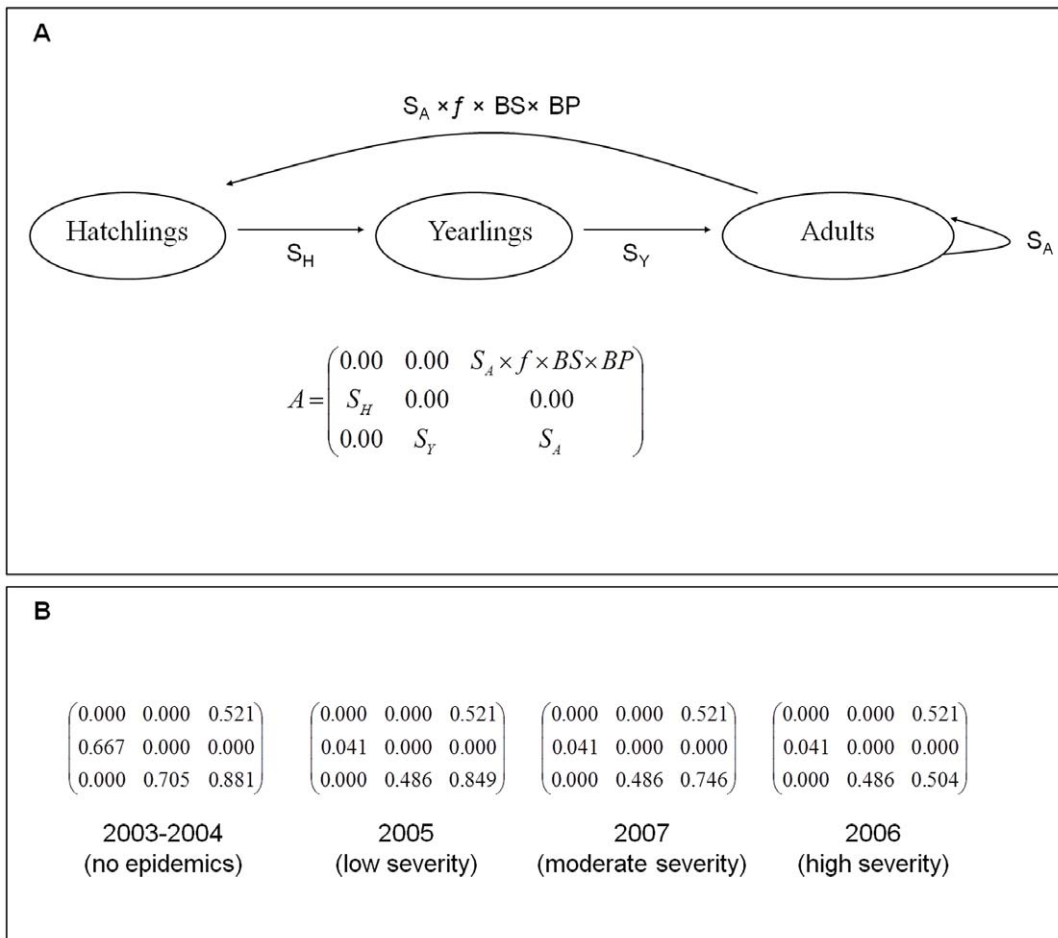 A
S_A × f × BS× BP
Hatchlings
Yearlings
Adults
S_H
S_Y
S_A
0.00 0.00 S_A × f × BS × BP
A= S_H 0.00 0.00
0.00 S_Y S_A
B
0.000 0.000 0.521
0.667 0.000 0.000
0.000 0.705 0.881
2003-2004
(no epidemics)
0.000 0.000 0.521
0.041 0.000 0.000
0.000 0.486 0.849
2005
(low severity)
0.000 0.000 0.521
0.041 0.000 0.000
0.000 0.486 0.746
2007
(moderate severity)
0.000 0.000 0.521
0.041 0.000 0.000
0.000 0.486 0.504
2006
(high severity)